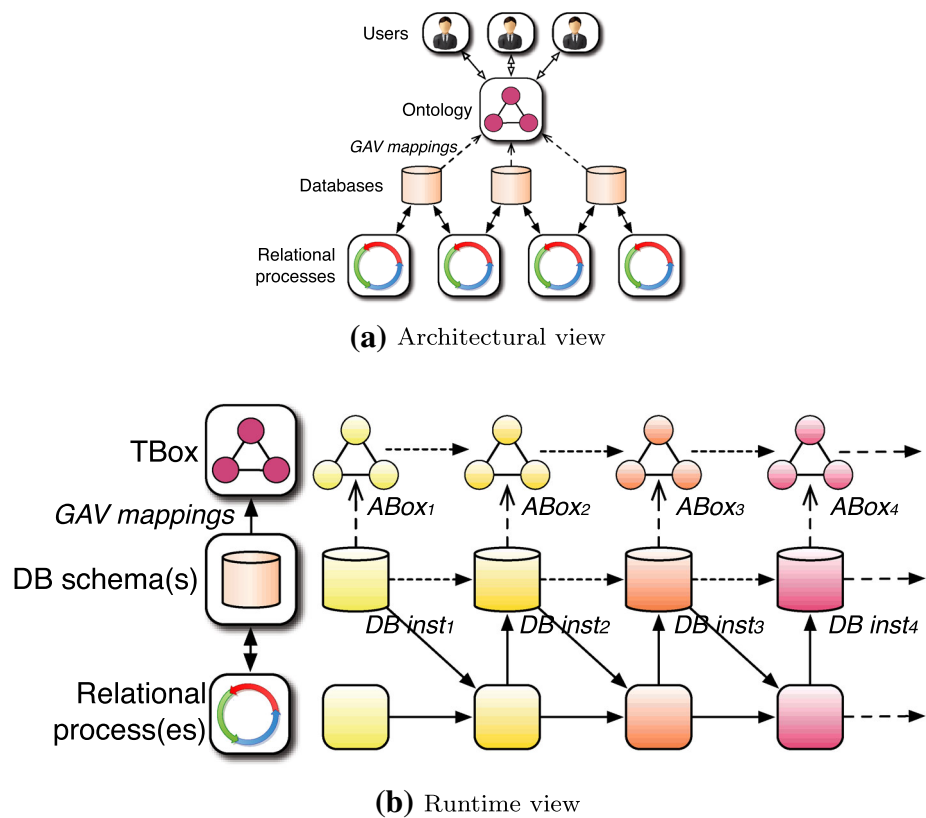 Users
Ontology
GAV mappings
Databases
Relational
processes
(a) Architectural view
TBox
ABox1 ABox2 ABox3 ABox4
GAV mappings
DB schema(s)
DB inst1 DB inst2 DB inst3 DB inst4
Relational
process(es)
(b) Runtime view